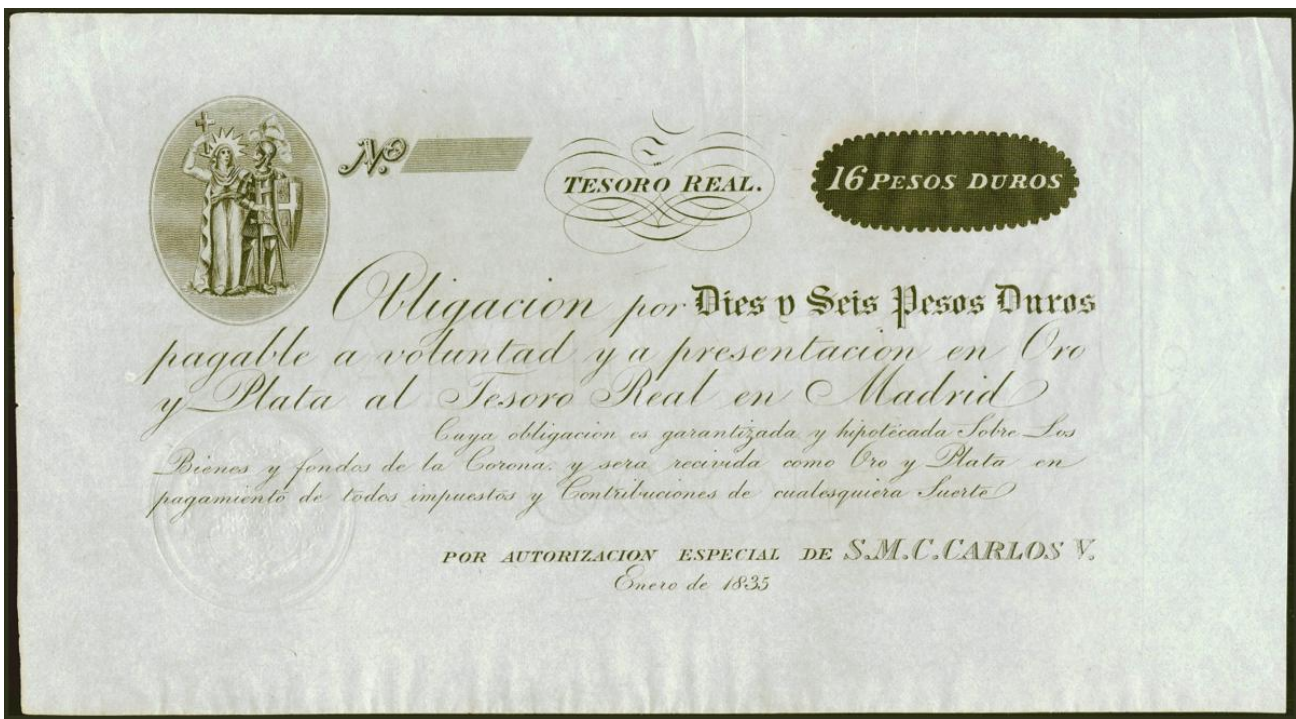 No.
TESORO REAL.
16 PESOS DUROS
Obligacion por Dies y Seis Pesos Duros
pagable a voluntad y a presentacion en Oro
y Plata al Tesoro Real en Madrid
Cuya obligacion es garantizada y hipotécada Sobre Los
Bienes y fondos de la Corona. y sera recivida como Oro y Plata en
pagamiento de todos impuestos y Contribuciones de cualesquiera Suerte
POR AUTORIZACION ESPECIAL DE S.M.C.CARLOS V.
Enero de 1835